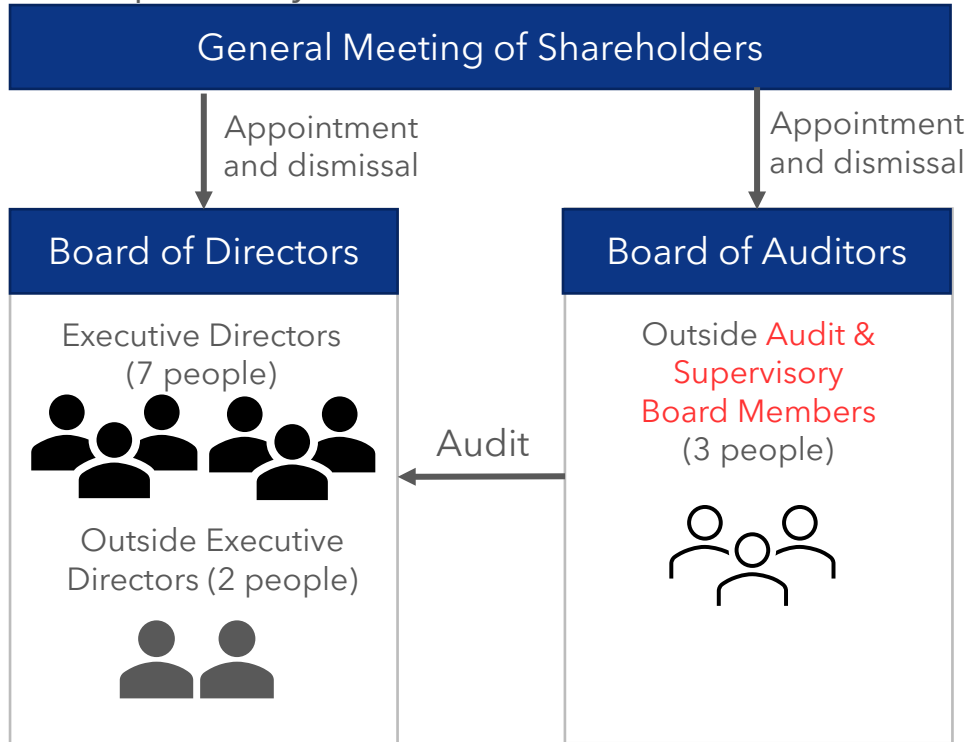 General Meeting of Shareholders
Appointment
and dismissal
Appointment
and dismissal
Board of Directors
Executive Directors
(7 people)
Outside Executive
Directors (2 people)
Audit
Board of Auditors
Outside Audit &
Supervisory
Board Members
(3 people)